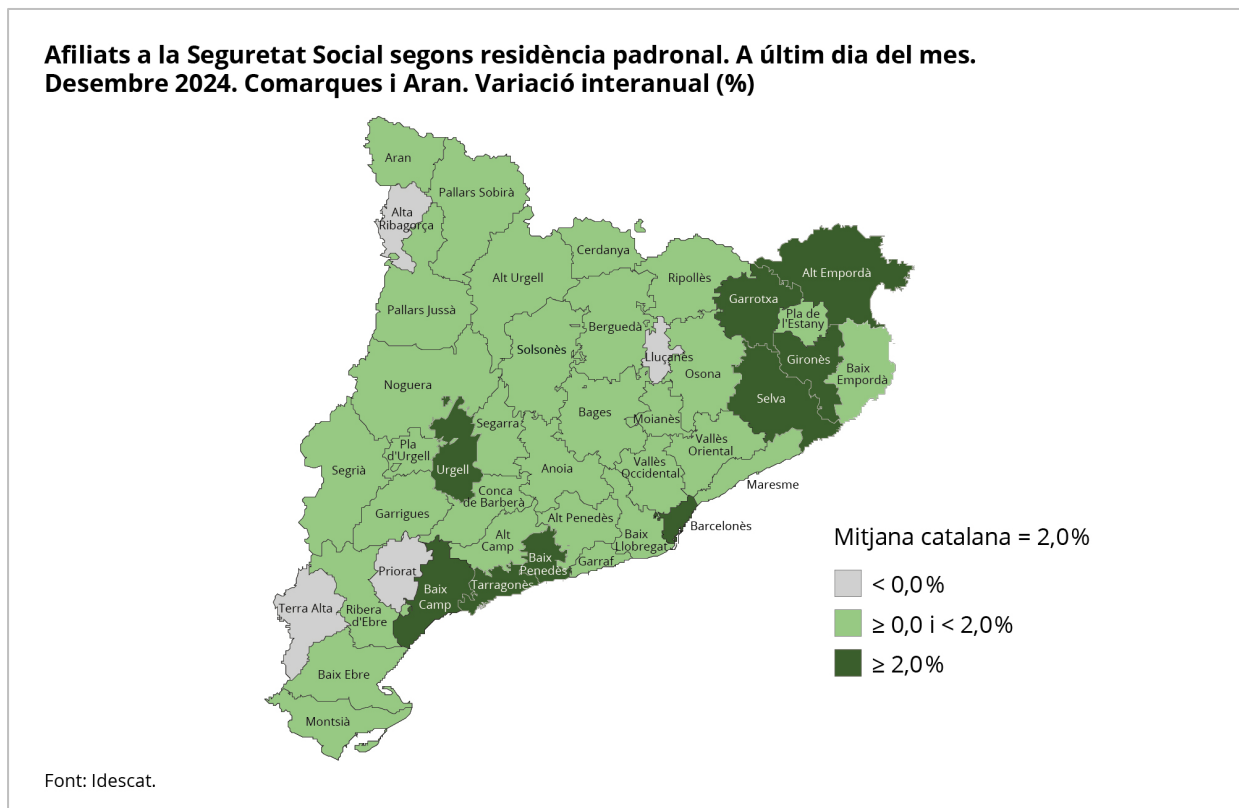 Afiliats a la Seguretat Social segons residència padronal. A últim dia del mes.
Desembre 2024. Comarques i Aran. Variació interanual (%)
Aran
Pallars Sobirà
Alta
Ribagorça
Cerdanya
Alt Urgell
Ripollès
Alt Empordà
Garrotxa
Pallars Jussà
Pla de
l'Estany
Berguedà
Solsonès
Lluçanès
Gironès
Osona
Baix
Empordà
Noguera
Selva
Bages
Moianès
Segarra
Vallès
Oriental
Pla
d'Urgell
Segrià
Urgell
Anoia
Vallès
Occidental
Maresme
Conca
de Barberà
Garrigues
Alt Penedès
Barcelonès
Alt
Camp
Baix
Llobregat
Garraf
Baix
Penedès
Priorat
Tarragonès
Baix
Camp
Terra Alta
Ribera
d'Ebre
Baix Ebre
Montsià
Mitjana catalana = 2,0%
< 0,0%
≥ 0,0 i < 2,0%
≥ 2,0%
Font: Idescat.